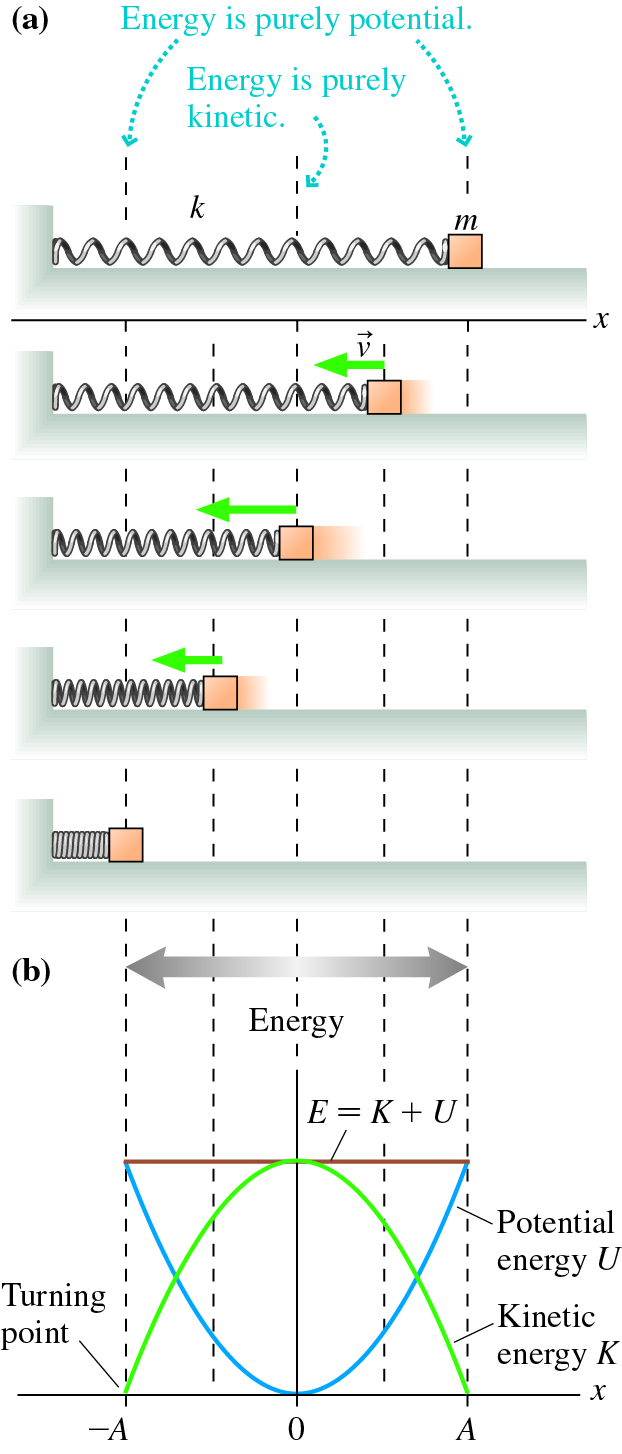 (a)
Energy is purely potential.
Energy is purely
kinetic.
k
m
x
v⃗
(b)
Energy
E = K + U
Potential
energy U
Turning
point
Kinetic
energy K
x
−A
0
A